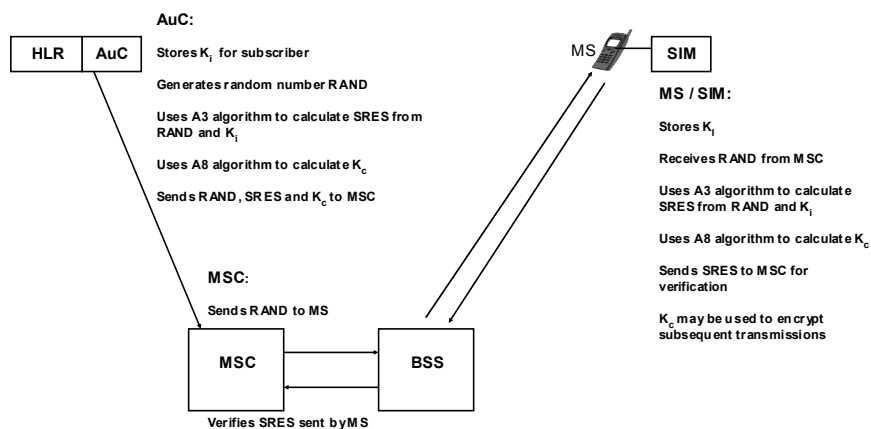 AuC:
HLR AuC
Stores Ki for subscriber
Generates random number RAND
Uses A3 algorithm to calculate SRES from
RAND and Ki
Uses A8 algorithm to calculate Kc
Sends RAND, SRES and Kc to MSC
MS
SIM
MS / SIM:
Stores KI
Receives RAND from MSC
Uses A3 algorithm to calculate
SRES from RAND and Ki
Uses A8 algorithm to calculate Kc
Sends SRES to MSC for
verification
Kc may be used to encrypt
subsequent transmissions
MSC:
Sends RAND to MS
MSC
BSS
Verifies SRES sent by MS